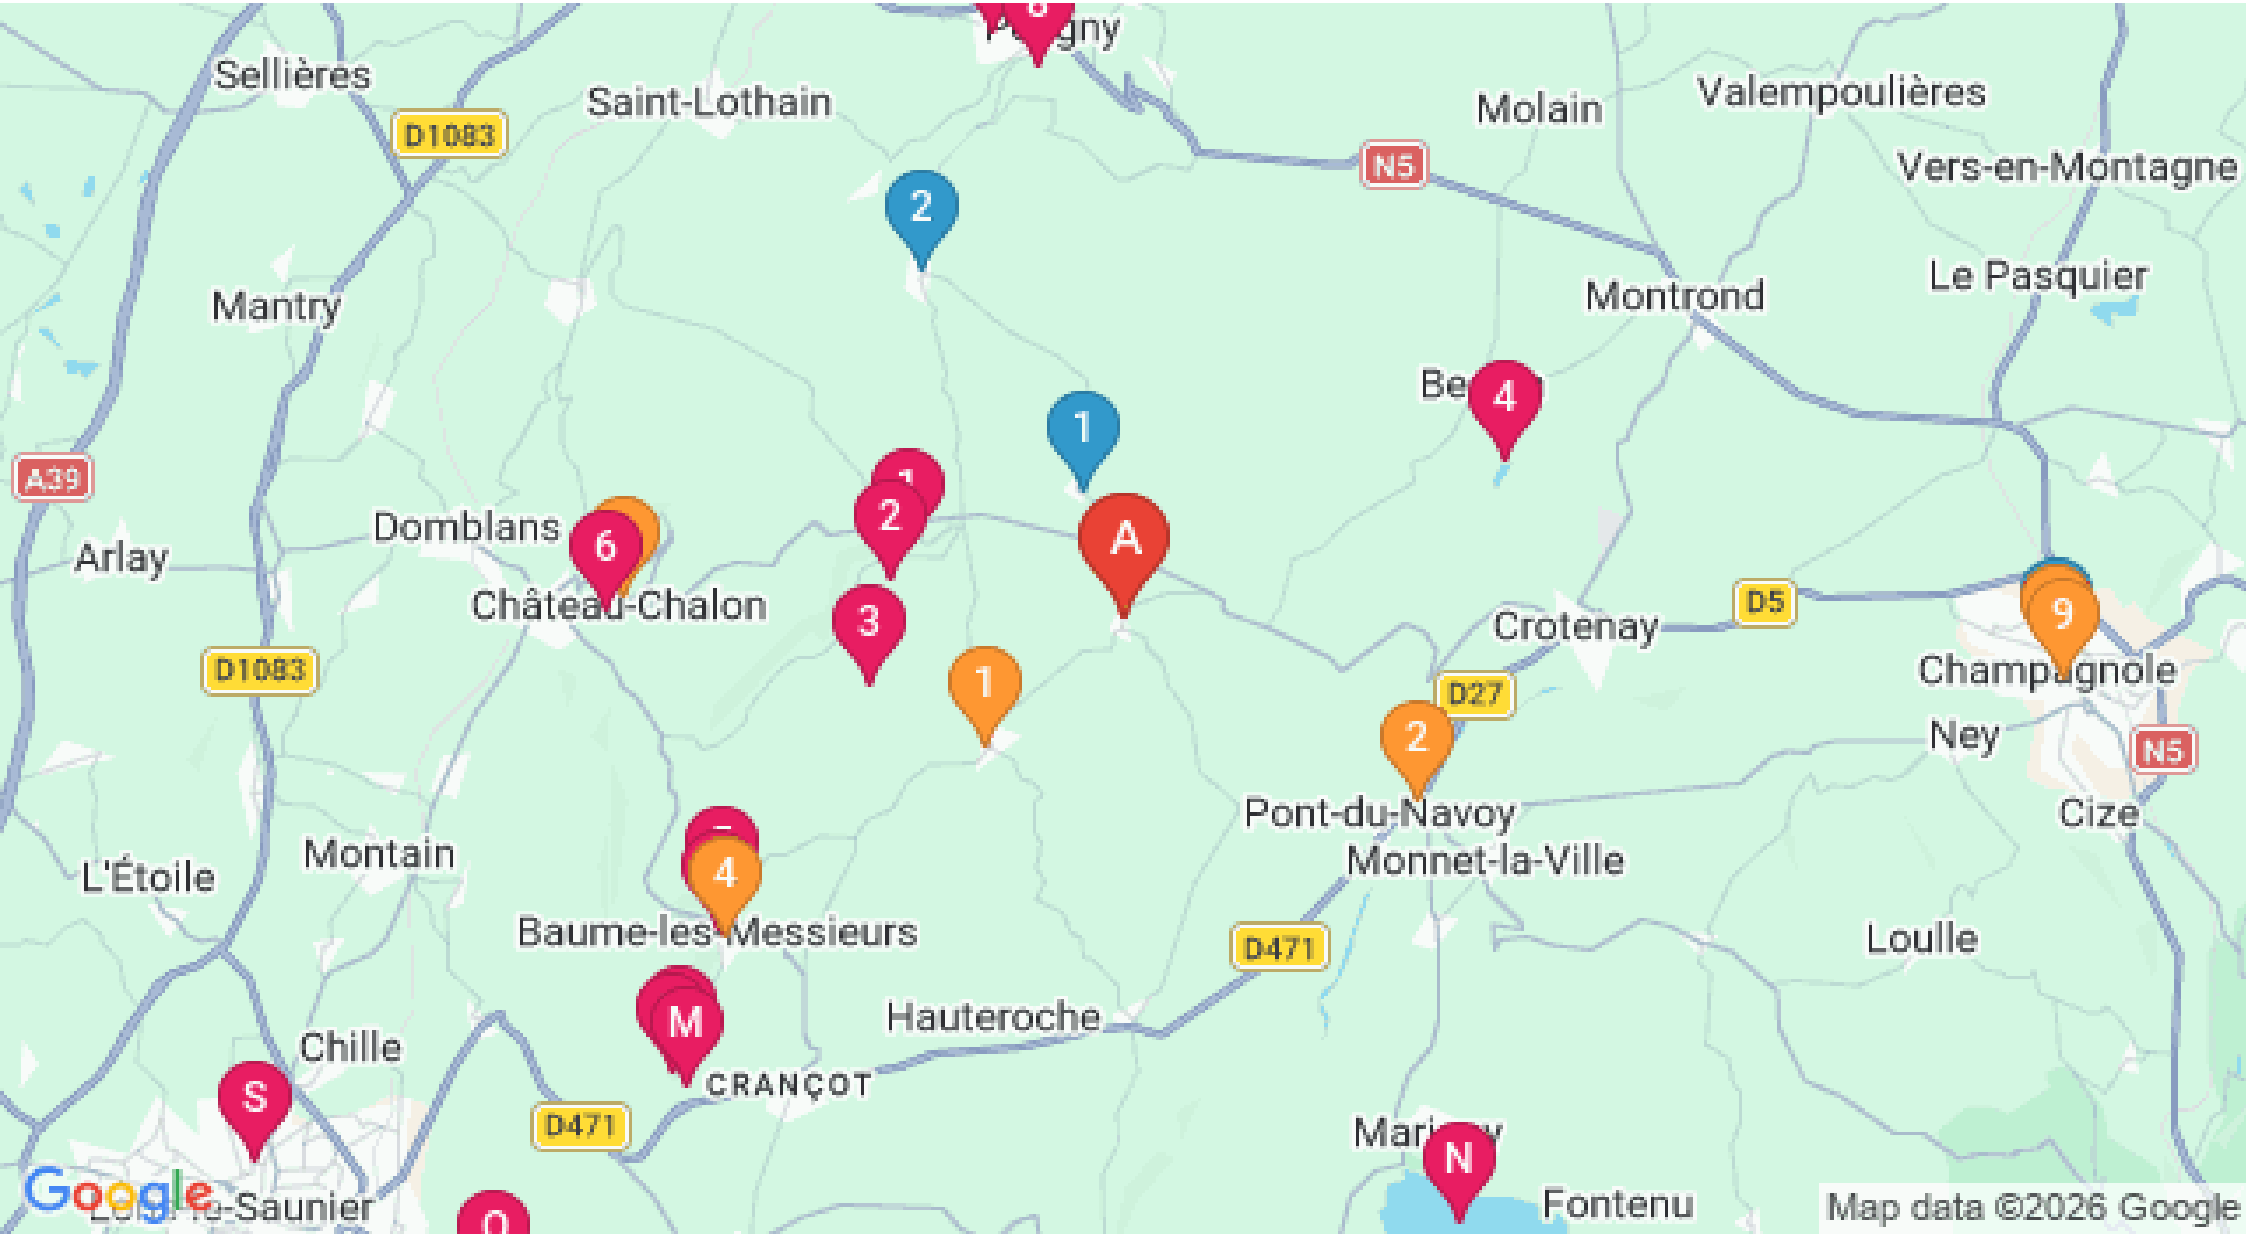 8
Sellières
Saint-Lothain
Molain
Valempoulières
D1083
N5
Vers-en-Montagne
2
Le Pasquier
Mantry
Montrond
4
1
A39
1
2
A
Domblans
6
Arlay
Château-Chalon
3
D5
9
Crotenay
D1083
1
D27
Champagnole
2
Ney
N5
Pont-du-Navoy
Cize
Montain
Monnet-la-Ville
L'Étoile
4
Baume-les-Messieurs
D471
Loulle
M
Hauteroche
Chille
CRANÇOT
S
D471
N
Google
Fontenu
Map data ©2026 Google